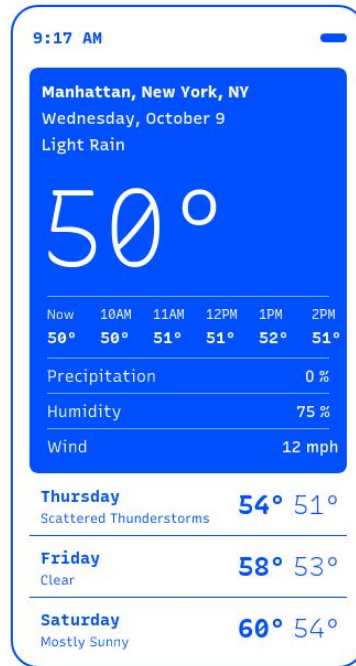 9:17 AM
Manhattan, New York, NY
Wednesday, October 9
Light Rain
50°
Now 10AM 11AM 12PM 1PM 2PM
50° 50° 51° 51° 52° 51°
Precipitation 0 %
Humidity 75 %
Wind 12 mph
Thursday 54° 51°
Scattered Thunderstorms
Friday 58° 53°
Clear
Saturday 60° 54°
Mostly Sunny